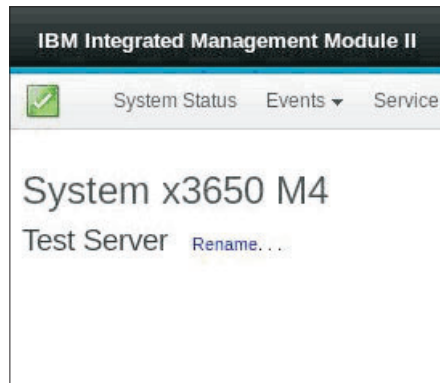 IBM Integrated Management Module II
System Status Events Service
System x3650 M4
Test Server Rename. . .